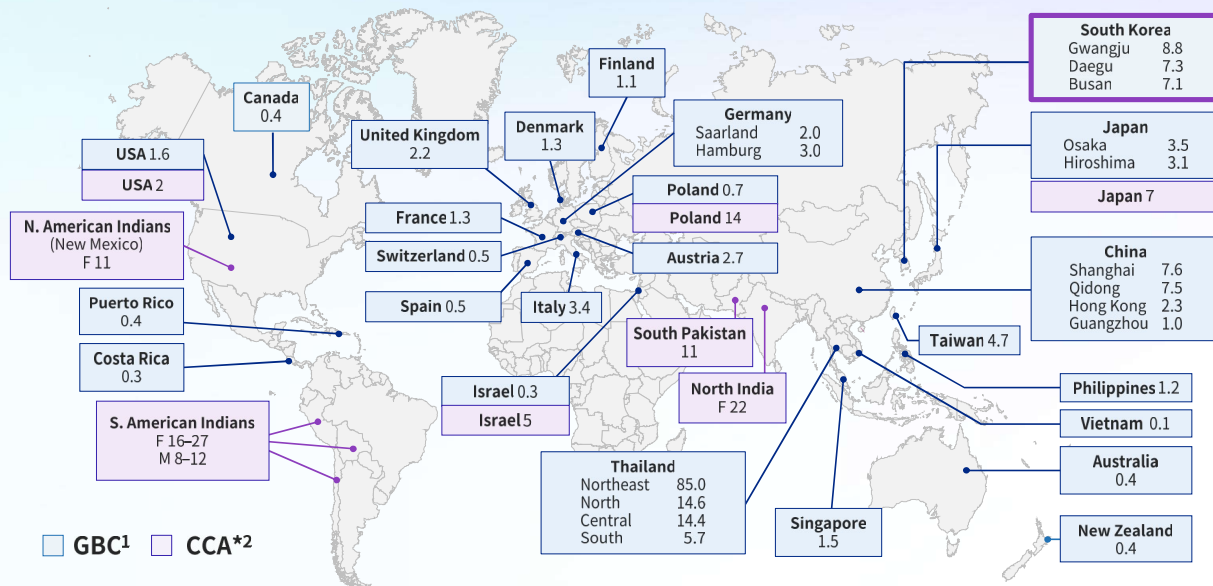 Canada
0.4
USA 1.6
USA 2
N. American Indians
(New Mexico)
F 11
Puerto Rico
0.4
Costa Rica
0.3
S. American Indians
F 16–27
M 8–12
United Kingdom
2.2
Denmark
1.3
Finland
1.1
Germany
Saarland 2.0
Hamburg 3.0
France 1.3
Switzerland 0.5
Spain 0.5
Italy 3.4
Poland 0.7
Poland 14
Austria 2.7
Israel 0.3
Israel 5
South Pakistan
11
North India
F 22
Thailand
Northeast 85.0
North 14.6
Central 14.4
South 5.7
Singapore
1.5
South Korea
Gwangju 8.8
Daegu 7.3
Busan 7.1
Japan
Osaka 3.5
Hiroshima 3.1
Japan 7
China
Shanghai 7.6
Qidong 7.5
Hong Kong 2.3
Guangzhou 1.0
Taiwan 4.7
Philippines 1.2
Vietnam 0.1
Australia
0.4
New Zealand
0.4
GBC¹ CCA*²